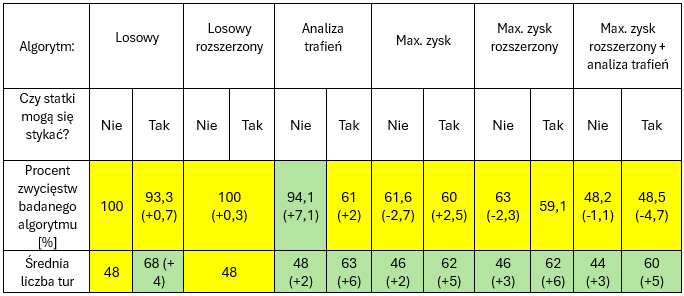 Algorytm:
Losowy
Losowy
rozszerzony
Analiza
trafień
Max. zysk
Max. zysk
rozszerzony
Max. zysk
rozszerzony +
analiza trafień
Czy statki
mogą się
stykać?
Nie
Tak
Nie
Tak
Nie
Tak
Nie
Tak
Nie
Tak
Nie
Tak
Procent
zwycięstw
badanego
algorytmu
[%]
100
93,3
(+0,7)
100
(+0,3)
94,1
(+7,1)
61
(+2)
61,6
(-2,7)
60
(+2,5)
63
(-2,3)
59,1
48,2
(-1,1)
48,5
(-4,7)
Średnia
liczba tur
48
68 (+
4)
48
48
(+2)
63
(+6)
46
(+2)
62
(+5)
46
(+3)
62
(+6)
44
(+3)
60
(+5)